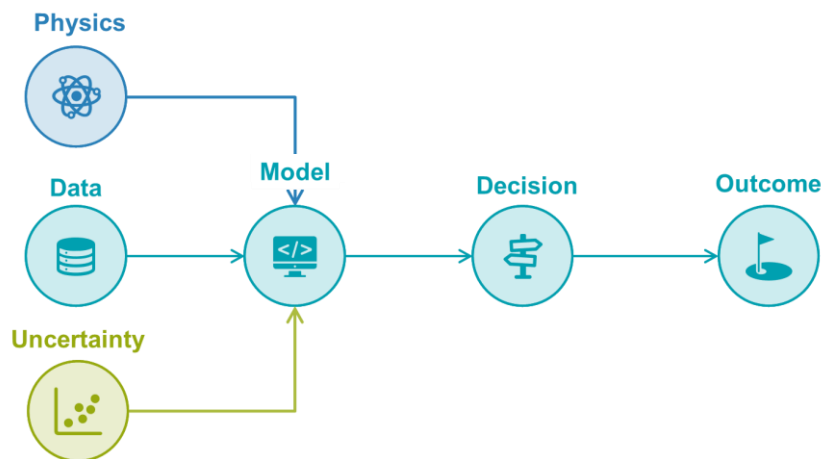 Physics
Data
Model
Decision
Outcome
</>
Uncertainty